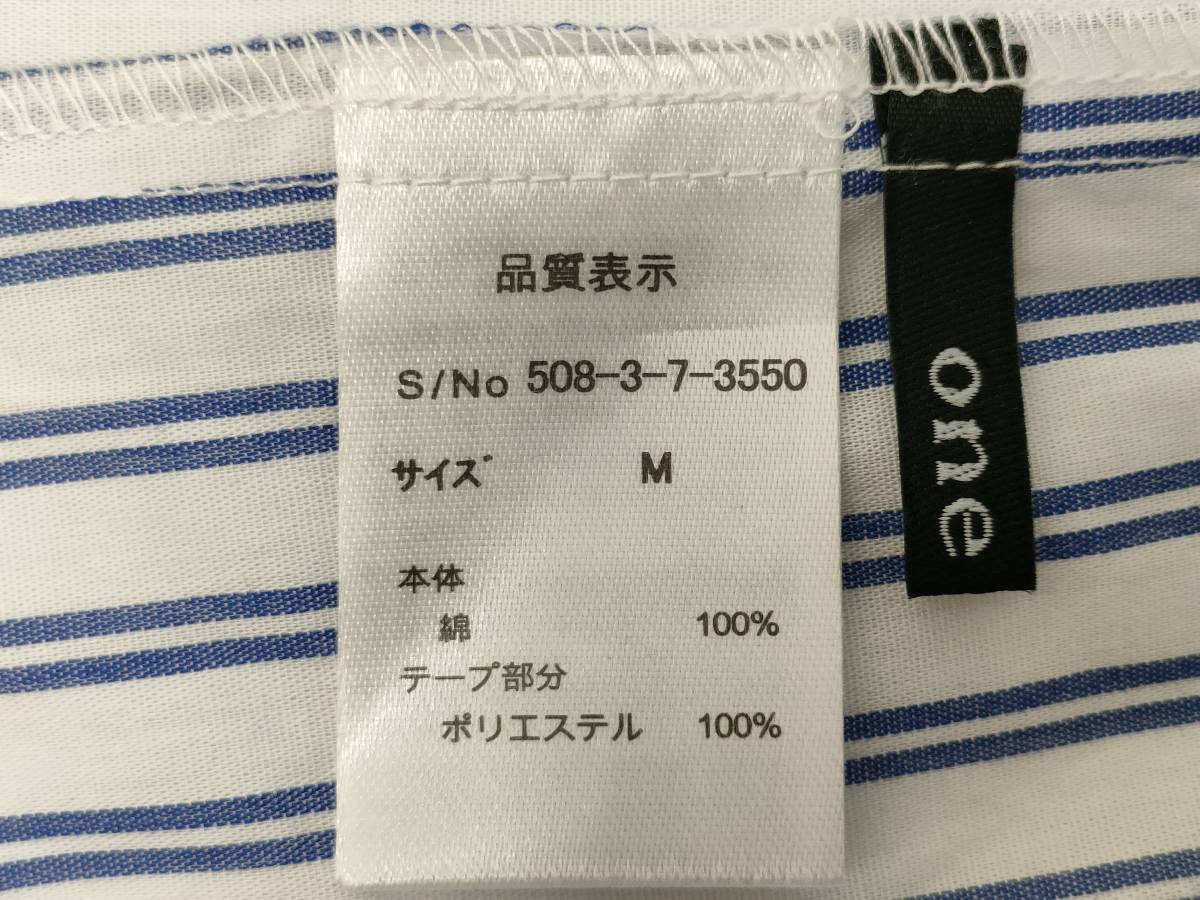 品質表示
S/No 508-3-7-3550
サイズ M
本体
綿 100%
テープ部分
ポリエステル 100%
one